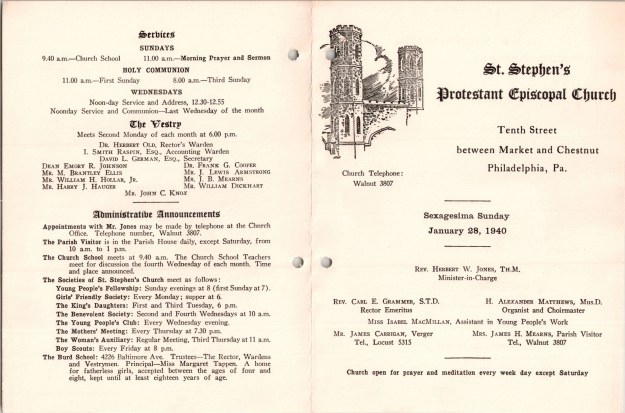 Services
SUNDAYS
9.40 a.m.—Church School 11.00 a.m.—Morning Prayer and Sermon
HOLY COMMUNION
11.00 a.m.—First Sunday 8.00 a.m.—Third Sunday
WEDNESDAYS
Noon-day Service and Address, 12.30-12.55
Noonday Service and Communion—Last Wednesday of the month
The Vestry
Meets Second Monday of each month at 6.00 p.m.
Dr. Herbert Old, Rector's Warden
I. Smith Raspin, Esq., Accounting Warden
David L. German, Esq., Secretary
Dean Emory R. Johnson Dr. Frank G. Cooper
Mr. M. Brantley Ellis Mr. J. Lewis Armstrong
Mr. William H. Hollar, Jr. Mr. J. B. Mearns
Mr. Harry J. Hauger Mr. William Dickhart
Mr. John C. Knox
Administrative Announcements
Appointments with Mr. Jones may be made by telephone at the Church
Office. Telephone number, Walnut 3807.
The Parish Visitor is in the Parish House daily, except Saturday, from
10 a.m. to 1 p.m.
The Church School meets at 9.40 a.m. The Church School Teachers
meet for discussion the fourth Wednesday of each month. Time
and place announced.
The Societies of St. Stephen's Church meet as follows:
Young People's Fellowship: Sunday evenings at 8 (first Sunday at 7).
Girls' Friendly Society: Every Monday; supper at 6.
The King's Daughters: First and Third Tuesday, 6 p.m.
The Benevolent Society: Second and Fourth Wednesdays at 10 a.m.
The Young People's Club: Every Wednesday evening.
The Mothers' Meeting: Every Thursday at 7.30 p.m.
The Woman's Auxiliary: Regular Meeting, Third Thursday at 11 a.m.
Boy Scouts: Every Friday at 8 p.m.
The Burd School: 4226 Baltimore Ave. Trustees—The Rector, Wardens
and Vestrymen. Principal—Miss Margaret Tappen. A home
for fatherless girls, accepted between the ages of four and
eight, kept until at least eighteen years of age.
St. Stephen's
Protestant Episcopal Church
Tenth Street
between Market and Chestnut
Philadelphia, Pa.
Church Telephone:
Walnut 3807
Sexagesima Sunday
January 28, 1940
Rev. Herbert W. Jones, Th.M.
Minister-in-Charge
Rev. Carl E. Grammer, S.T.D. H. Alexander Matthews, Mus.D.
Rector Emeritus Organist and Choirmaster
Miss Isabel MacMillan, Assistant in Young People's Work
Mr. James Carrigan, Verger Mrs. James H. Mearns, Parish Visitor
Tel., Locust 5315 Tel., Walnut 3807
Church open for prayer and meditation every week day except Saturday